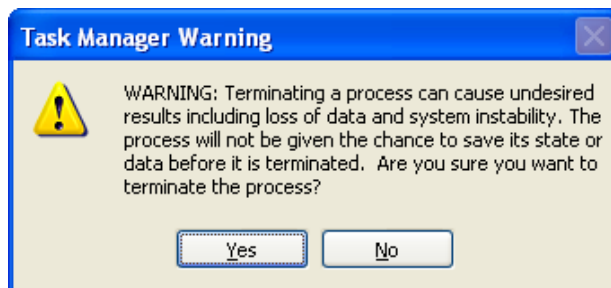 Task Manager Warning
WARNING: Terminating a process can cause undesired
results including loss of data and system instability. The
process will not be given the chance to save its state or
data before it is terminated.  Are you sure you want to
terminate the process?
Yes
No